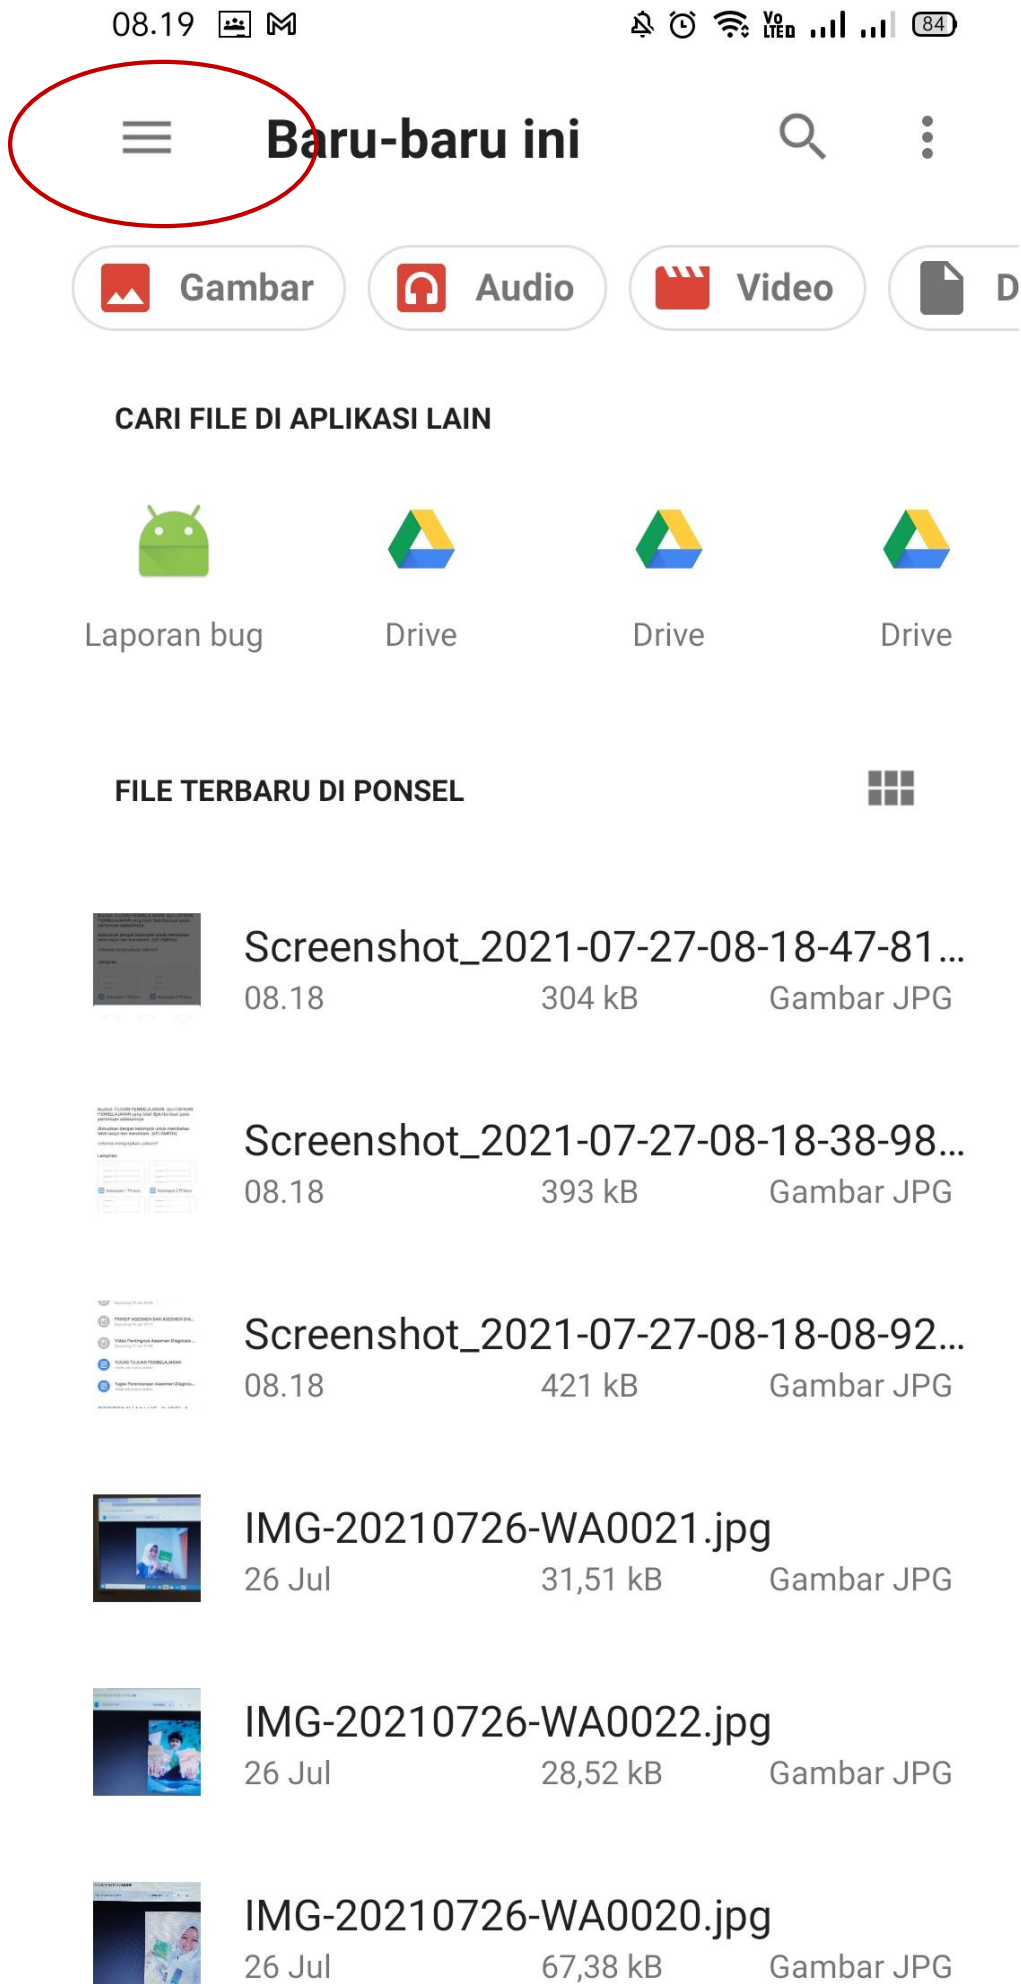 08.19
Vo
LTED
84
Baru-baru ini
Gambar
Audio
Video
D
CARI FILE DI APLIKASI LAIN
Laporan bug
Drive
Drive
Drive
FILE TERBARU DI PONSEL
Screenshot_2021-07-27-08-18-47-81...
08.18 304 kB Gambar JPG
Screenshot_2021-07-27-08-18-38-98...
08.18 393 kB Gambar JPG
Screenshot_2021-07-27-08-18-08-92...
08.18 421 kB Gambar JPG
IMG-20210726-WA0021.jpg
26 Jul 31,51 kB Gambar JPG
IMG-20210726-WA0022.jpg
26 Jul 28,52 kB Gambar JPG
IMG-20210726-WA0020.jpg
26 Jul 67,38 kB Gambar JPG